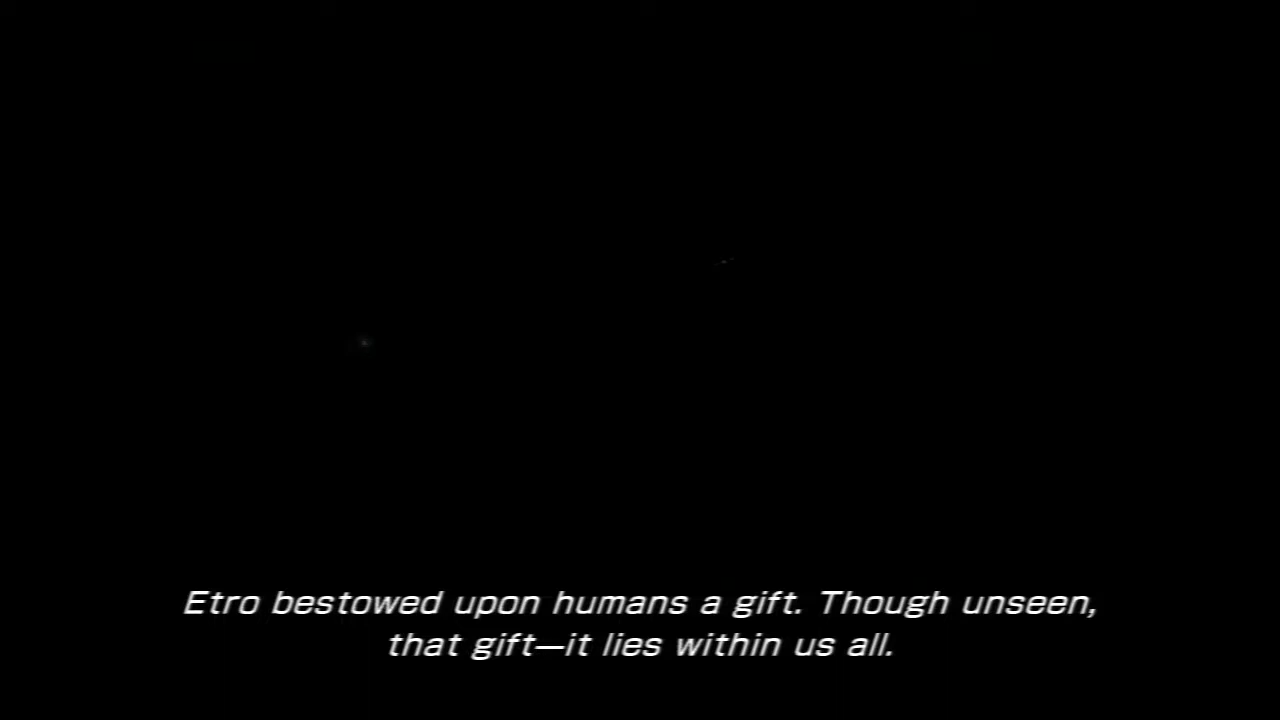 Etro bestowed upon humans a gift. Though unseen,
that gift—it lies within us all.